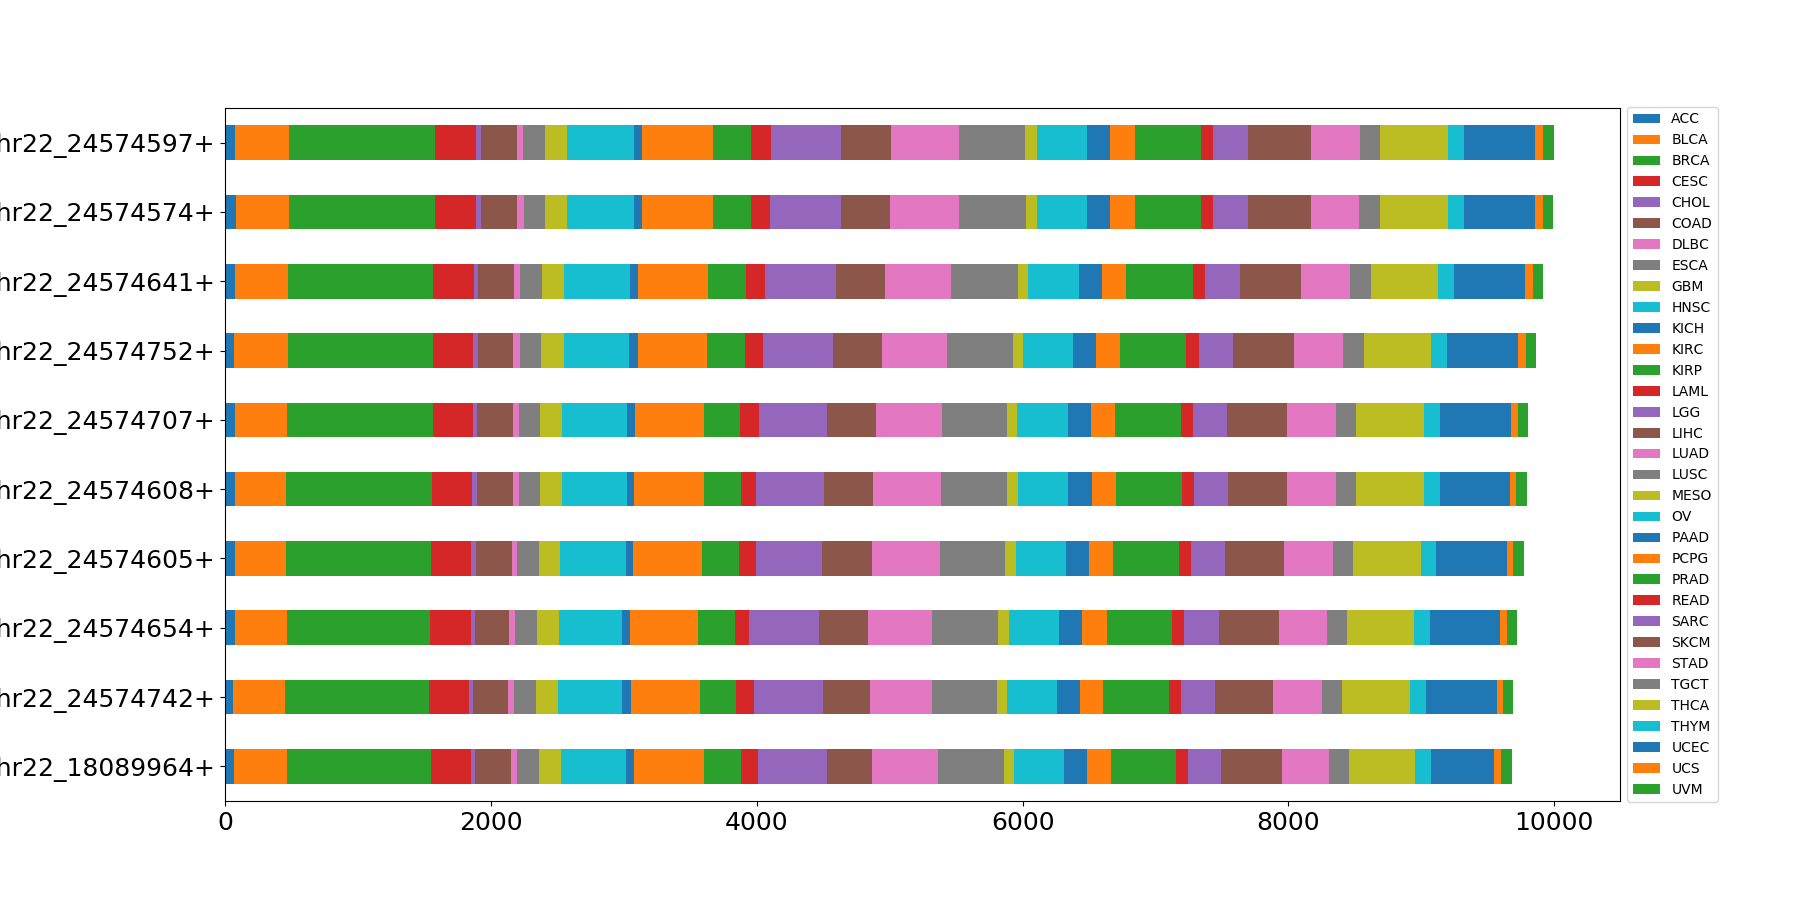 hr22_24574597+
hr22_24574574+
hr22_24574641+
hr22_24574752+
hr22_24574707+
hr22_24574608+
hr22_24574605+
hr22_24574654+
hr22_24574742+
hr22_18089964+
0 2000 4000 6000 8000 10000
ACC
BLCA
BRCA
CESC
CHOL
COAD
DLBC
ESCA
GBM
HNSC
KICH
KIRC
KIRP
LAML
LGG
LIHC
LUAD
LUSC
MESO
OV
PAAD
PCPG
PRAD
READ
SARC
SKCM
STAD
TGCT
THCA
THYM
UCEC
UCS
UVM